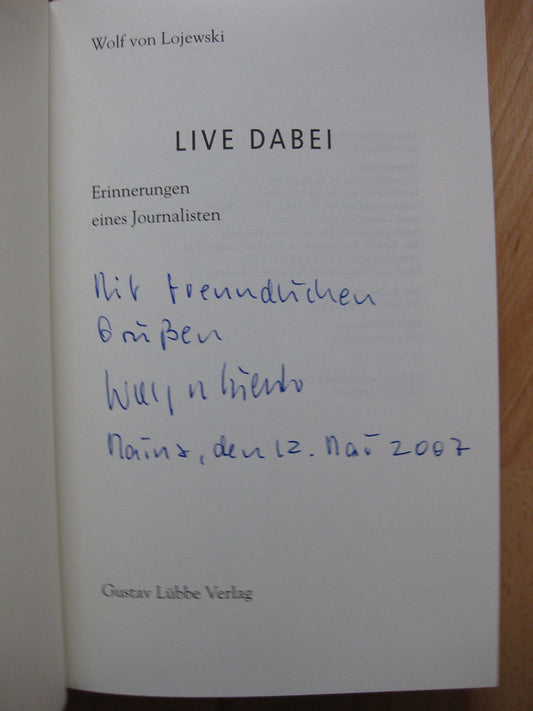 Wolf von Lojewski
LIVE DABEI
Erinnerungen
eines Journalisten
Mit freundlichen
Grüßen
Mainz, den 12. Mai 2007
Gustav Lübbe Verlag